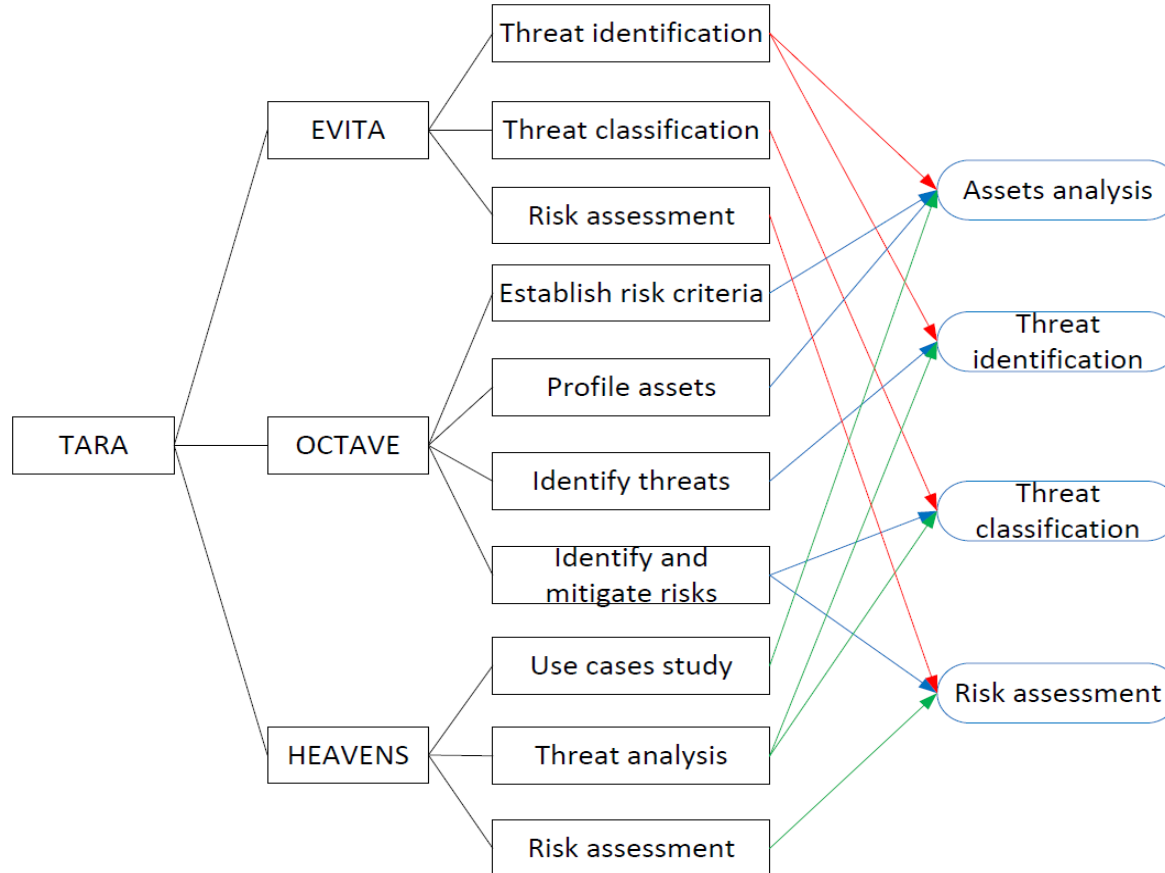 Threat identification
EVITA
Threat classification
Risk assessment
Assets analysis
Establish risk criteria
Threat
identification
Profile assets
TARA
OCTAVE
Identify threats
Threat
classification
Identify and
mitigate risks
Use cases study
Risk assessment
HEAVENS
Threat analysis
Risk assessment